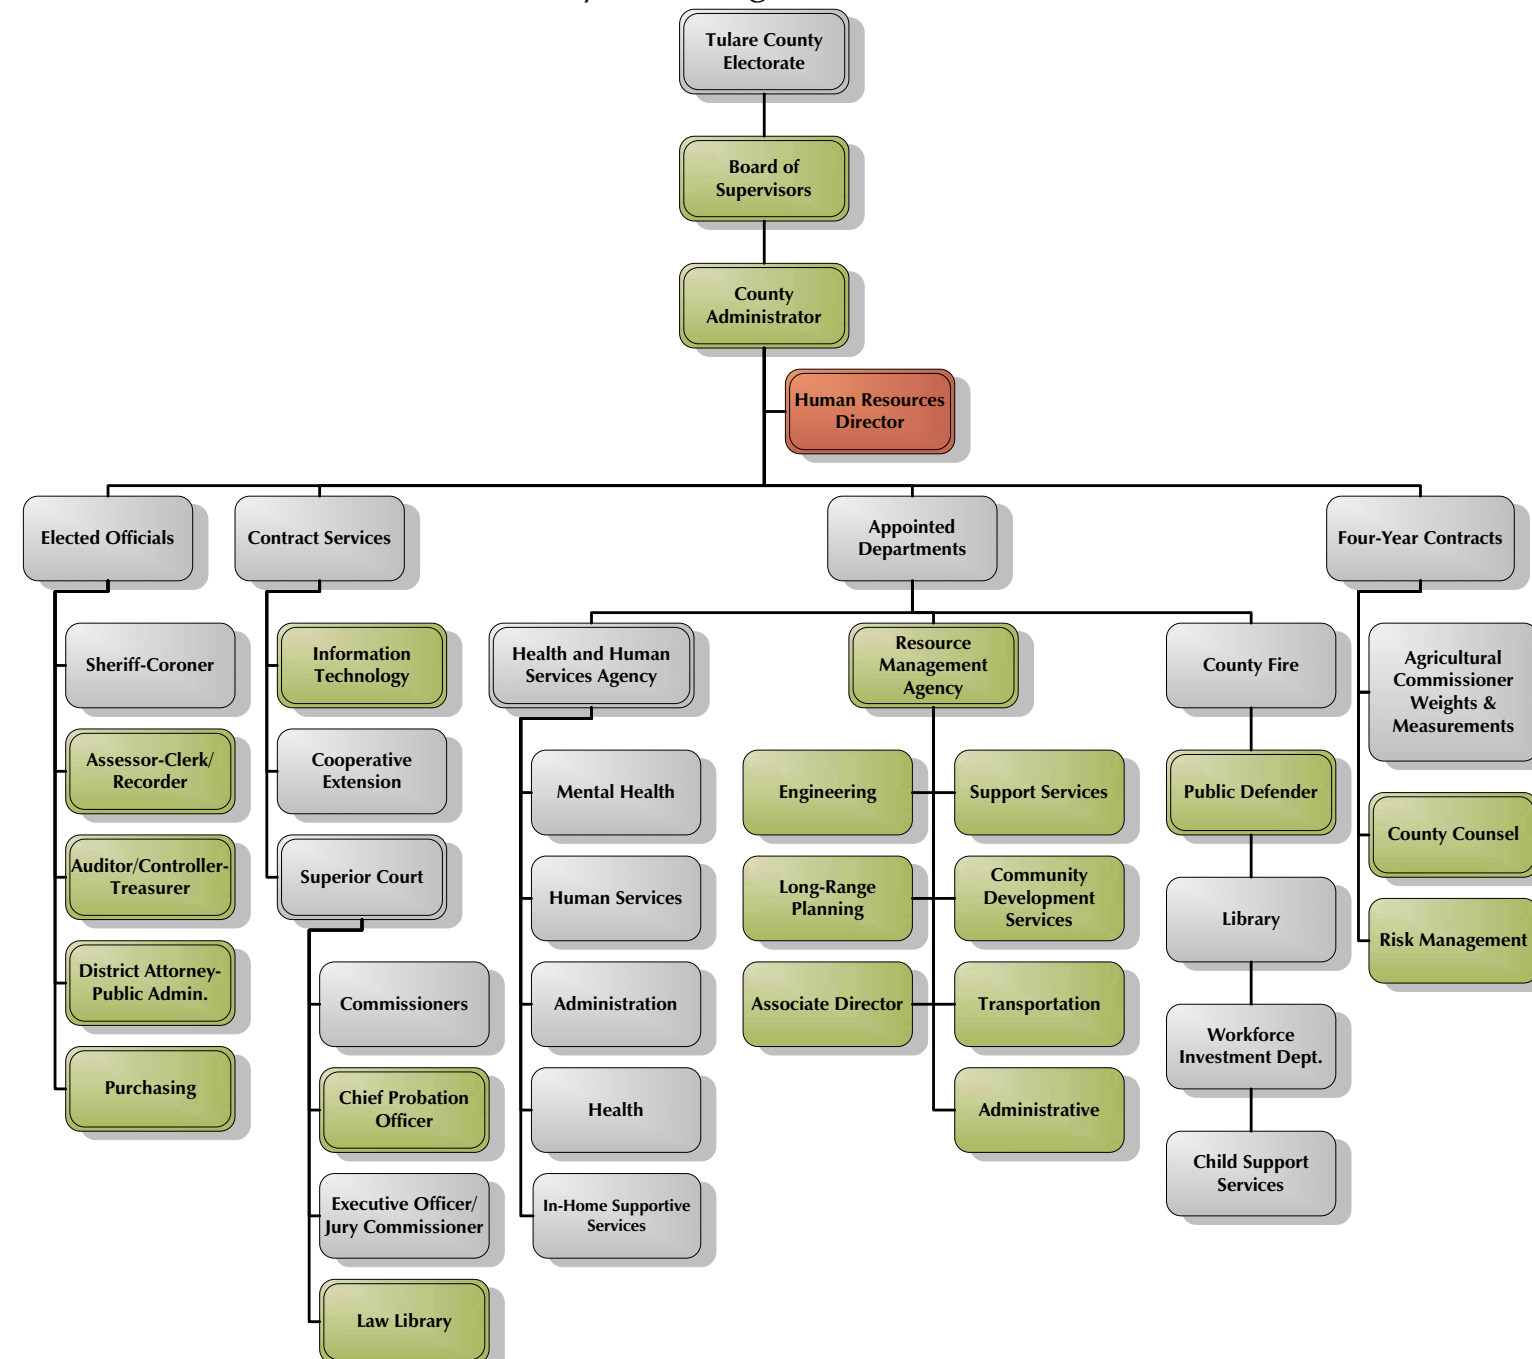 Tulare County
Electorate
Board of
Supervisors
County
Administrator
Human Resources
Director
Elected Officials
Contract Services
Appointed
Departments
Four-Year Contracts
Sheriff-Coroner
Assessor-Clerk/
Recorder
Auditor/Controller-
Treasurer
District Attorney-
Public Admin.
Purchasing
Information
Technology
Cooperative
Extension
Superior Court
Commissioners
Chief Probation
Officer
Executive Officer/
Jury Commissioner
Law Library
Health and Human
Services Agency
Mental Health
Human Services
Administration
Health
In-Home Supportive
Services
Resource
Management
Agency
Engineering
Support Services
Long-Range
Planning
Community
Development
Services
Associate Director
Transportation
Administrative
County Fire
Public Defender
Library
Workforce
Investment Dept.
Child Support
Services
Agricultural
Commissioner
Weights &
Measurements
County Counsel
Risk Management